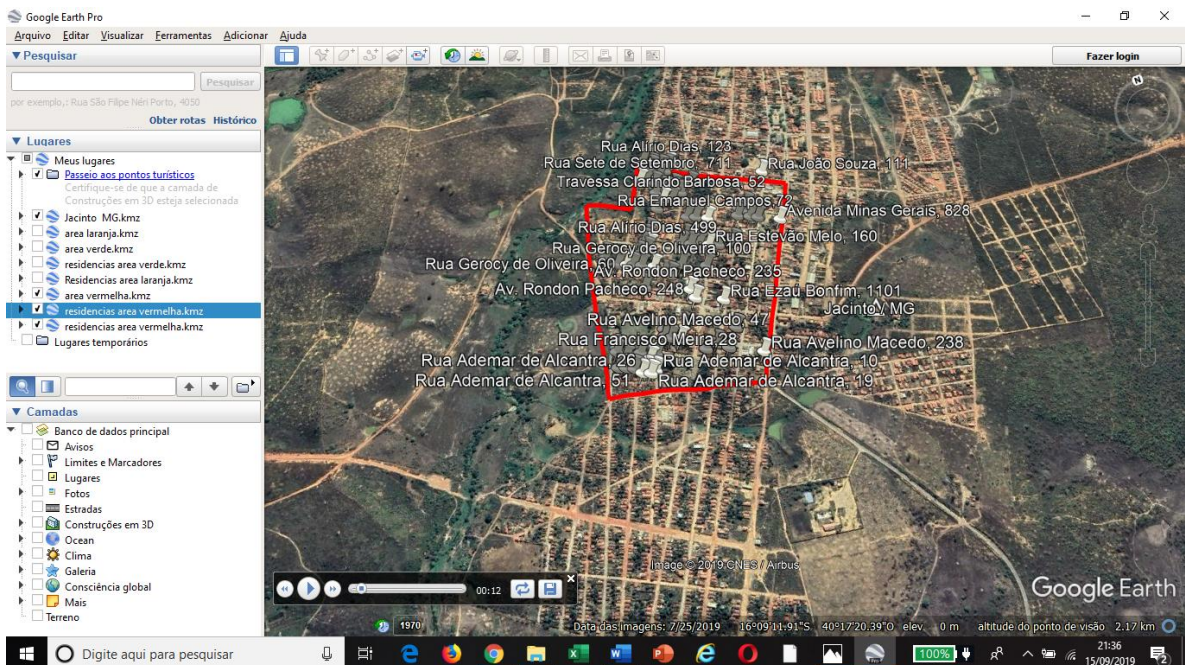 Google Earth Pro
Arquivo Editar Visualizar Ferramentas Adicionar Ajuda
Pesquisar
Fazer login
Pesquisar
por exemplo,: Rua São Filipe Néri Porto, 4050
Obter rotas Histórico
Lugares
Meus lugares
Passeio aos pontos turísticos
Certifique-se de que a camada de
Construções em 3D esteja selecionada
Jacinto MG.kmz
area laranja.kmz
area verde.kmz
residencias area verde.kmz
Residencias area laranja.kmz
area vermelha.kmz
residencias area vermelha.kmz
residencias area vermelha.kmz
Lugares temporários
Camadas
Banco de dados principal
Avisos
Limites e Marcadores
Lugares
Fotos
Estradas
Construções em 3D
Ocean
Clima
Galeria
Consciência global
Mais
Terreno
N
Rua Alírio Dias, 123
Rua Sete de Setembro, 711
Rua João Souza, 111
Travessa Clarindo Barbosa, 52
Rua Emanuel Campos,72
Avenida Minas Gerais, 828
Rua Alírio Dias, 499
Rua Estevão Melo, 160
Rua Gerocy de Oliveira, 100
Rua Gerocy de Oliveira, 60
Av. Rondon Pacheco, 235
Av. Rondon Pacheco, 248
Rua Ezau Bonfim, 1101
Jacinto, MG
Rua Avelino Macedo, 47
Rua Francisco Meira,28
Rua Avelino Macedo, 238
Rua Ademar de Alcantra, 26
Rua Ademar de Alcantra, 10
Rua Ademar de Alcantra, 51
Rua Ademar de Alcantra, 19
Image © 2019 CNES / Airbus
00:12
Google Earth
1970
Data das imagens: 7/25/2019 16°09'11.91"S 40°17'20.39"O elev. 0 m altitude do ponto de visão 2.17 km
Digite aqui para pesquisar
100%
21:36
15/09/2019
2